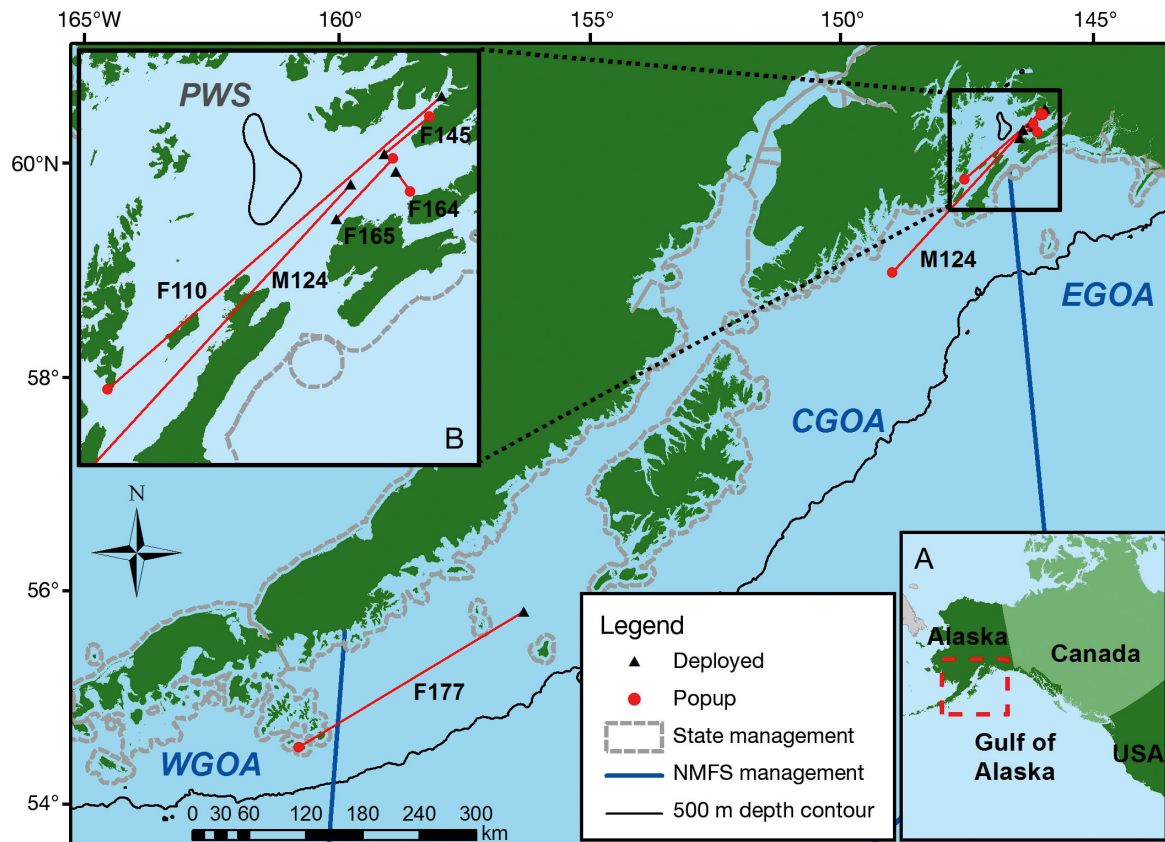 165°W 160° 155° 150° 145°
60°N
58°
56°
54°
PWS
F145
F164
F165
M124
F110
B
M124
EGOA
CGOA
N
F177
WGOA
0 30 60 120 180 240 300
km
Legend
Deployed
Popup
State management
NMFS management
500 m depth contour
A
Alaska
Canada
Gulf of
Alaska
USA